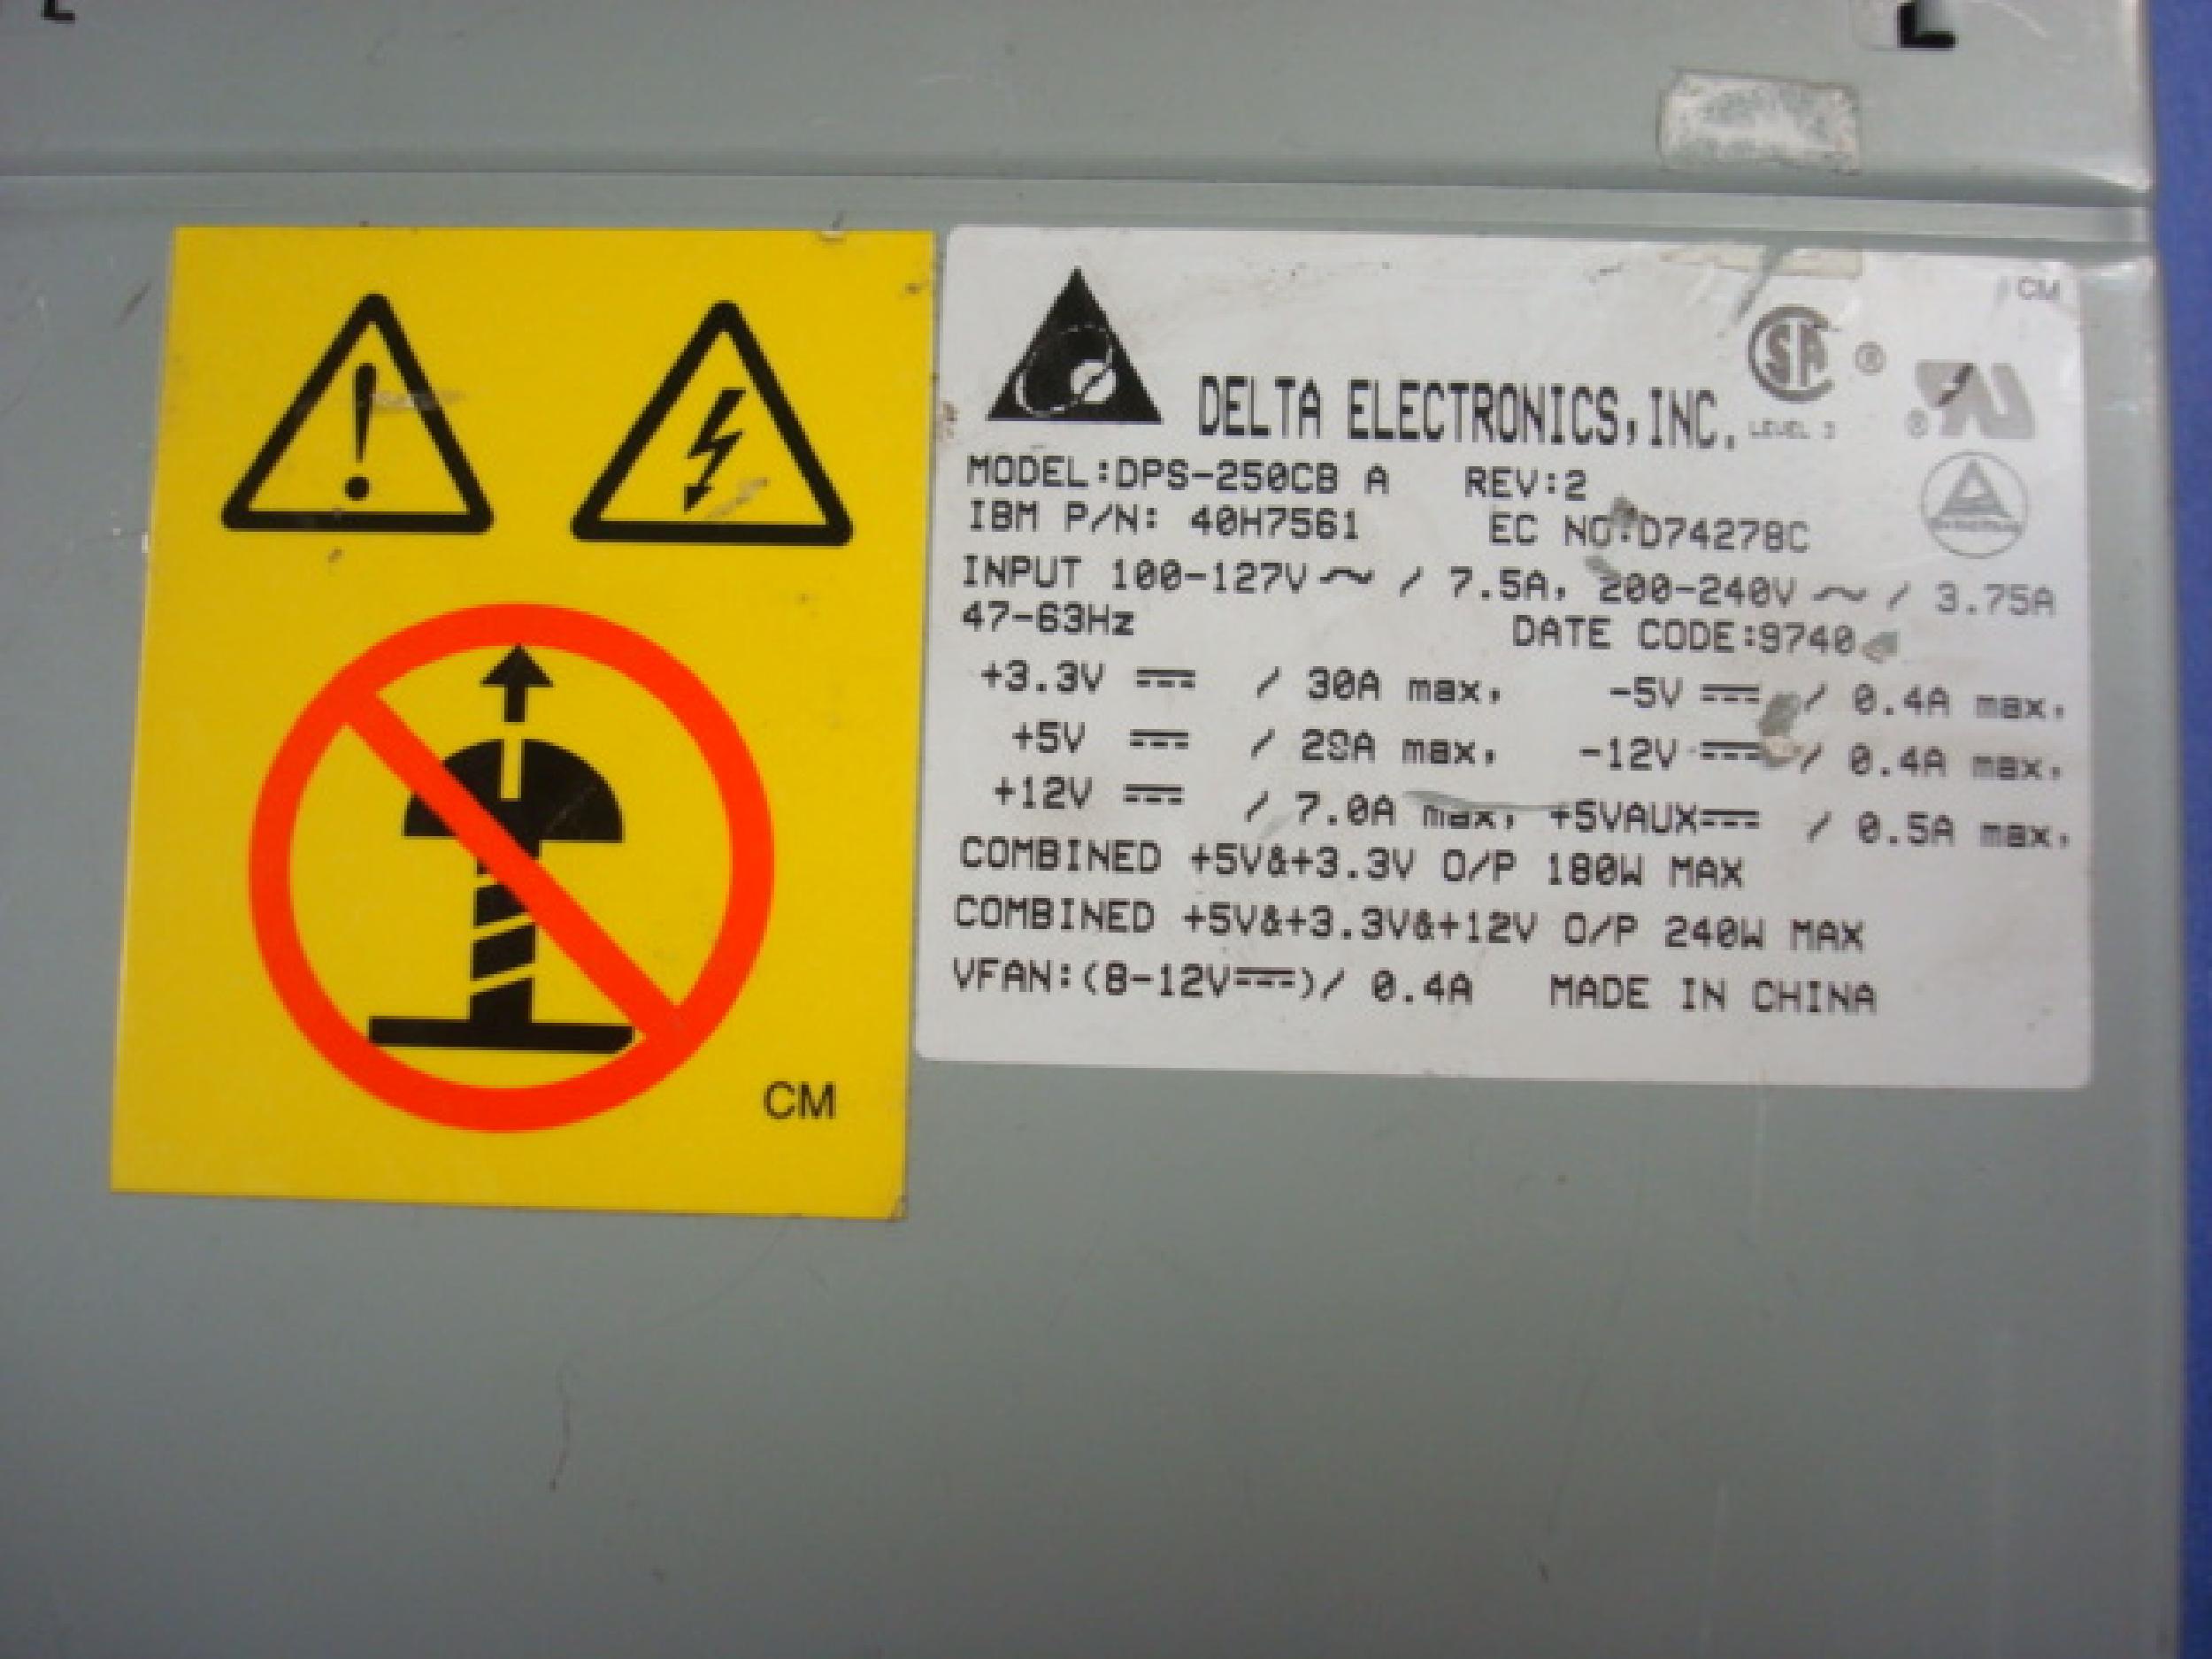 CM
DELTA ELECTRONICS, INC.
LEVEL 3
MODEL:DPS-250CB A REV:2
IBM P/N: 40H7561 EC NO:D74278C
INPUT 100-127V ~ / 7.5A, 200-240V ~ / 3.75A
47-63Hz DATE CODE:9740
+3.3V ⎓ / 30A max, -5V ⎓ / 0.4A max,
+5V ⎓ / max, -12V ⎓ / 0.4A max,
+12V ⎓ / 7.0A max, +5VAUX⎓ / 0.5A max,
COMBINED +5V&+3.3V O/P 180W MAX
COMBINED +5V&+3.3V&+12V O/P 240W MAX
VFAN:(8-12V⎓)/ 0.4A MADE IN CHINA
CM